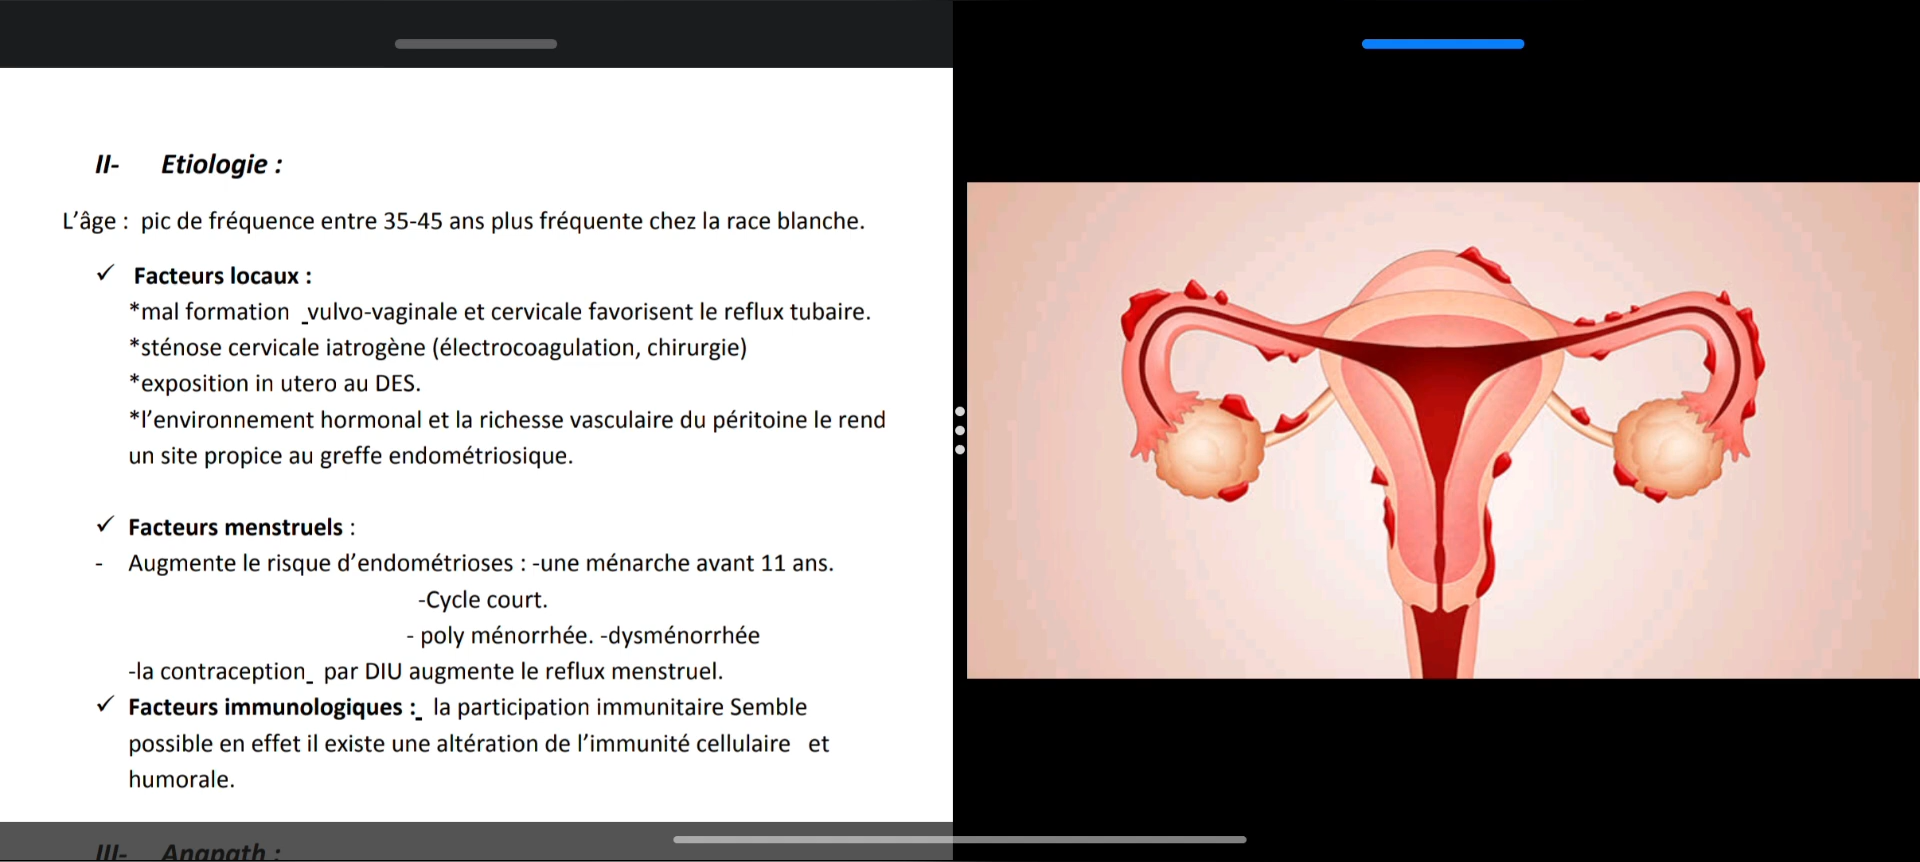 II- Etiologie :
L’âge : pic de fréquence entre 35-45 ans plus fréquente chez la race blanche.
✓ Facteurs locaux :
*mal formation _vulvo-vaginale et cervicale favorisent le reflux tubaire.
*sténose cervicale iatrogène (électrocoagulation, chirurgie)
*exposition in utero au DES.
*l’environnement hormonal et la richesse vasculaire du péritoine le rend
un site propice au greffe endométriosique.
✓ Facteurs menstruels :
- Augmente le risque d’endométrioses : -une ménarche avant 11 ans.
-Cycle court.
- poly ménorrhée. -dysménorrhée
-la contraception_ par DIU augmente le reflux menstruel.
✓ Facteurs immunologiques :_ la participation immunitaire Semble
possible en effet il existe une altération de l’immunité cellulaire et
humorale.
III- Anapath :